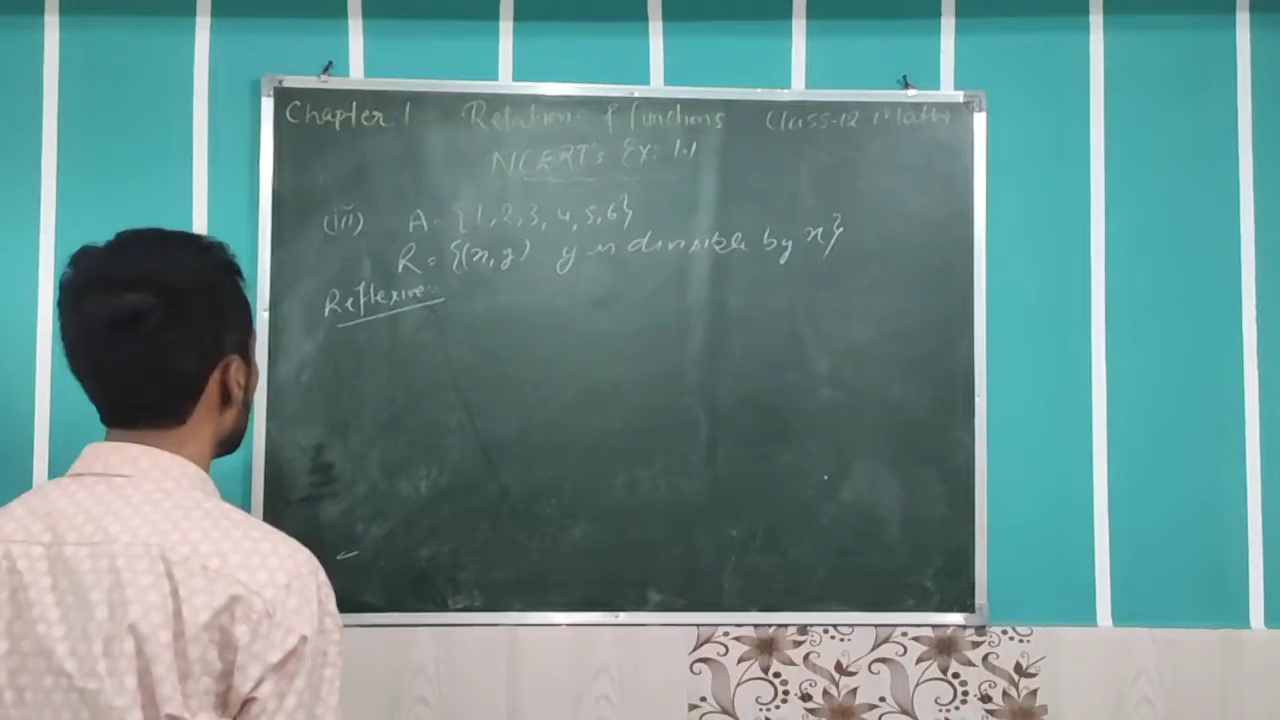 Chapter 1 Relations & functions Class-12 Maths
NCERT's Ex: 1.1
(iii) A = {1, 2, 3, 4, 5, 6}
R = {(x, y) y is divisible by x}
Reflexive:-